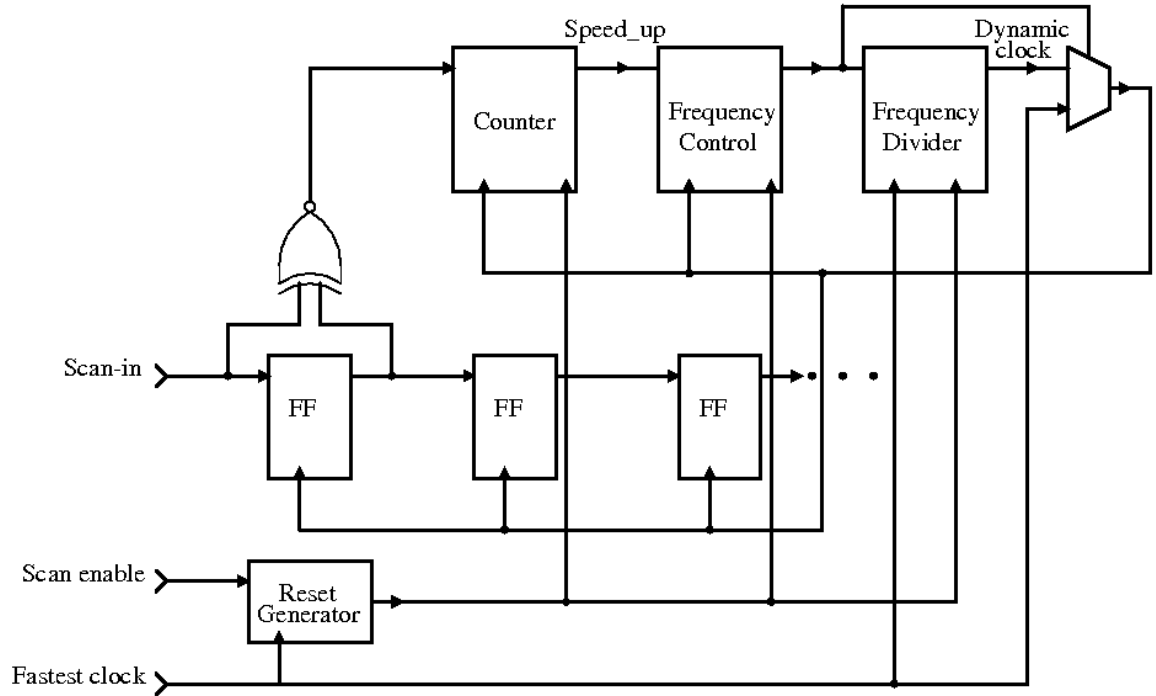 Speed_up
Dynamic
clock
Counter
Frequency
Control
Frequency
Divider
Scan-in
FF
FF
FF
Scan enable
Reset
Generator
Fastest clock